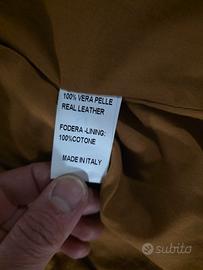 100% VERA PELLE
REAL LEATHER
FODERA -LINING:
100%COTONE
MADE IN ITALY
subito